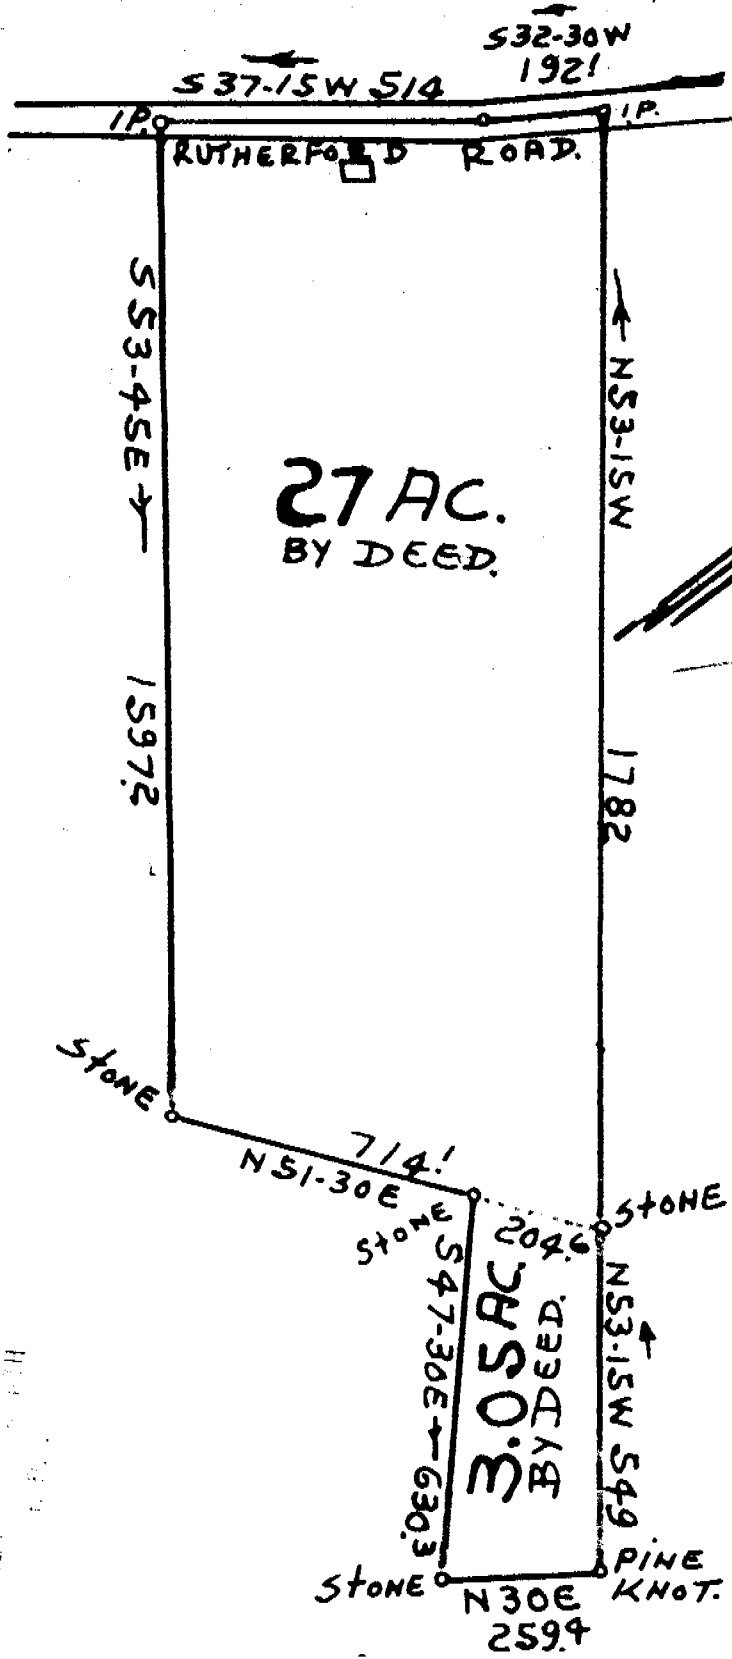 S32-30W
192!
S37-15W 514
I.P.
I.P.
RUTHERFORD ROAD.
S53-45E
N53-15W
27 AC.
BY DEED.
1597.2
1782
STONE
714!
N51-30E
STONE
204.6
STONE
S47-30E 630.3
3.05 AC.
BY DEED.
N53-15W 549
STONE
N30E
259.4
PINE
KNOT.